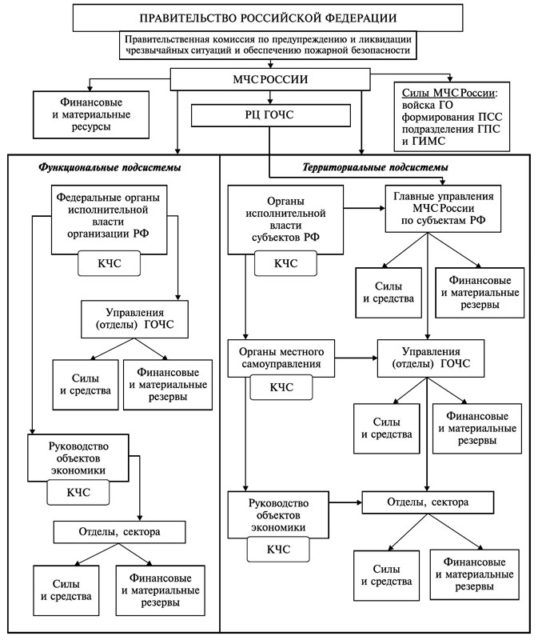 ПРАВИТЕЛЬСТВО РОССИЙСКОЙ ФЕДЕРАЦИИ
Правительственная комиссия по предупреждению и ликвидации
чрезвычайных ситуаций и обеспечению пожарной безопасности
МЧС РОССИИ
Финансовые
и материальные
ресурсы
РЦ ГОЧС
Силы МЧС России:
войска ГО
формирования ПСС
подразделения ГПС
и ГИМС
Функциональные подсистемы
Федеральные органы
исполнительной
власти
организации РФ
КЧС
Управления
(отделы) ГОЧС
Силы
и средства
Финансовые
и материальные
резервы
Руководство
объектов
экономики
КЧС
Отделы, сектора
Силы
и средства
Финансовые
и материальные
резервы
Территориальные подсистемы
Органы
исполнительной
власти
субъектов РФ
КЧС
Главные управления
МЧС России
по субъектам РФ
Силы
и средства
Финансовые
и материальные
резервы
Органы местного
самоуправления
КЧС
Управления
(отделы) ГОЧС
Силы
и средства
Финансовые
и материальные
резервы
Руководство
объектов
экономики
КЧС
Отделы, сектора
Силы
и средства
Финансовые
и материальные
резервы